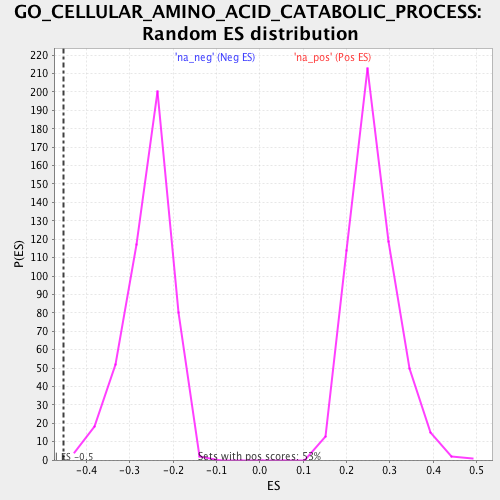 GO_CELLULAR_AMINO_ACID_CATABOLIC_PROCESS:
Random ES distribution
'na_neg' (Neg ES) 'na_pos' (Pos ES)
220
210
200
190
180
170
160
150
140
130
120
110
100
90
80
70
60
50
40
30
20
10
0
P(ES)
ES -0.5
Sets with pos scores: 53%
-0.4 -0.3 -0.2 -0.1 0.0 0.1 0.2 0.3 0.4 0.5
ES